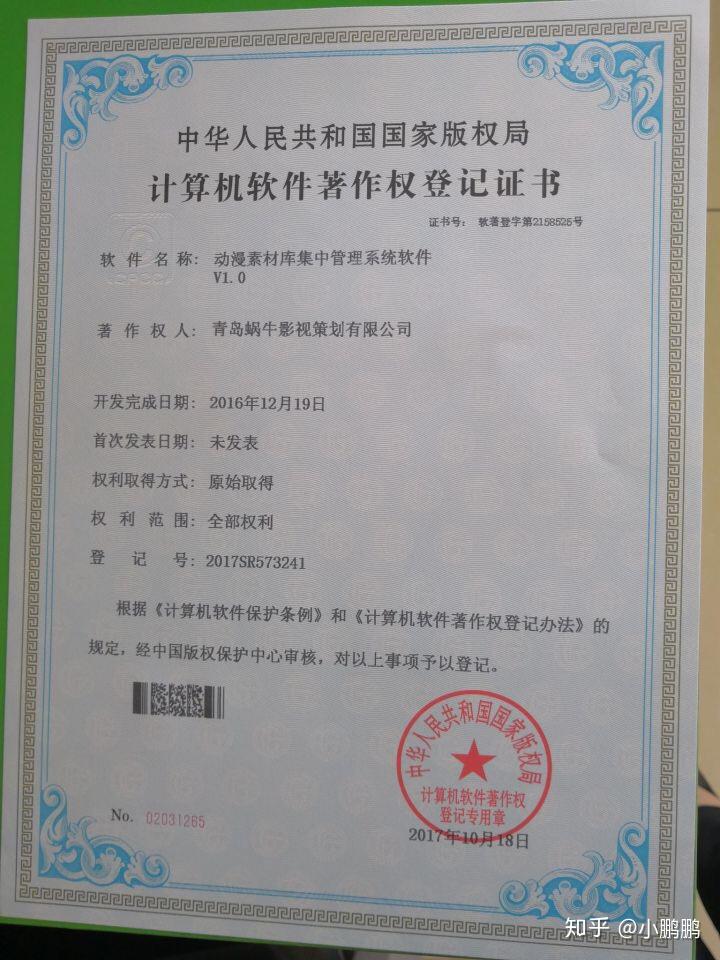 中华人民共和国国家版权局
计算机软件著作权登记证书
证书号： 软著登字第2158525号
CPCC
软件名称： 动漫素材库集中管理系统软件
V1.0
著作权人： 青岛蜗牛影视策划有限公司
开发完成日期： 2016年12月19日
首次发表日期： 未发表
权利取得方式： 原始取得
权利范围： 全部权利
登记号： 2017SR573241
根据《计算机软件保护条例》和《计算机软件著作权登记办法》的
规定，经中国版权保护中心审核，对以上事项予以登记。
中华人民共和国国家版权局
计算机软件著作权
登记专用章
No. 02031265
2017年10月18日
知乎 @小鹏鹏